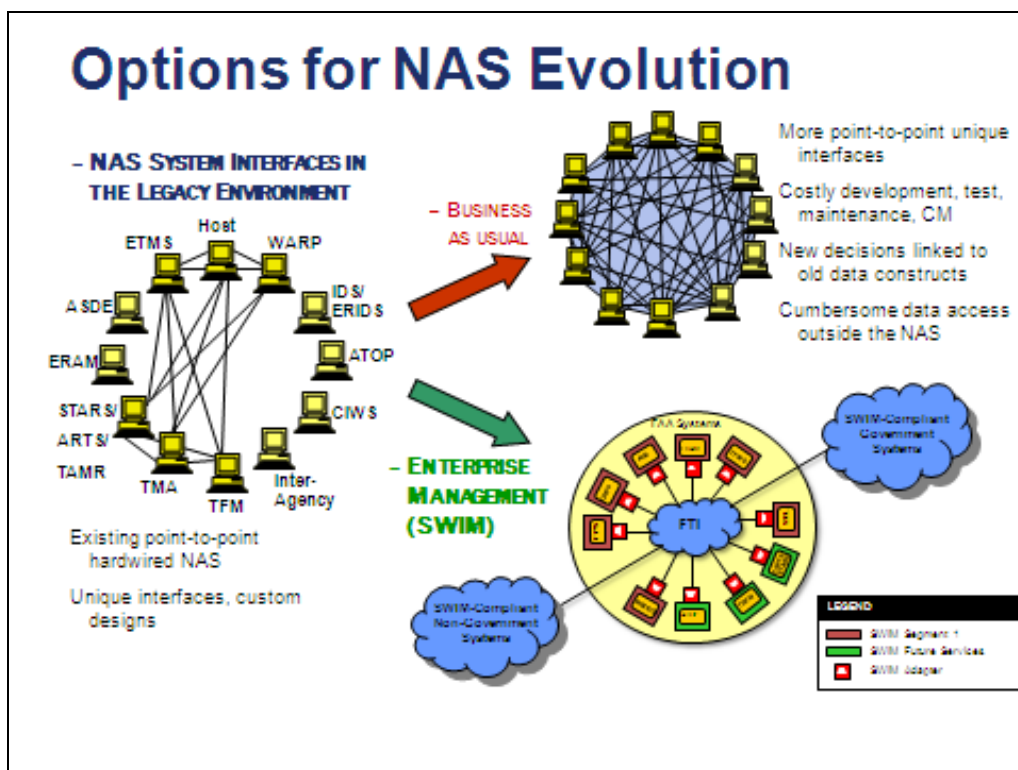 Options for NAS Evolution
– NAS SYSTEM INTERFACES IN
THE LEGACY ENVIRONMENT
Host
ETMS
WARP
ASDE
IDS/
ERIDS
ERAM
ATOP
STARS/
ARTS/
TAMR
CIWS
TMA
TFM
Inter-
Agency
Existing point-to-point
hardwired NAS
Unique interfaces, custom
designs
– BUSINESS
AS USUAL
More point-to-point unique
interfaces
Costly development, test,
maintenance, CM
New decisions linked to
old data constructs
Cumbersome data access
outside the NAS
– ENTERPRISE
MANAGEMENT
(SWIM)
FAA Systems
FTI
SWIM-Compliant
Government
Systems
SWIM-Compliant
Non-Government
Systems
LEGEND
SWIM Segment 1
SWIM Future Services
SWIM Adapter